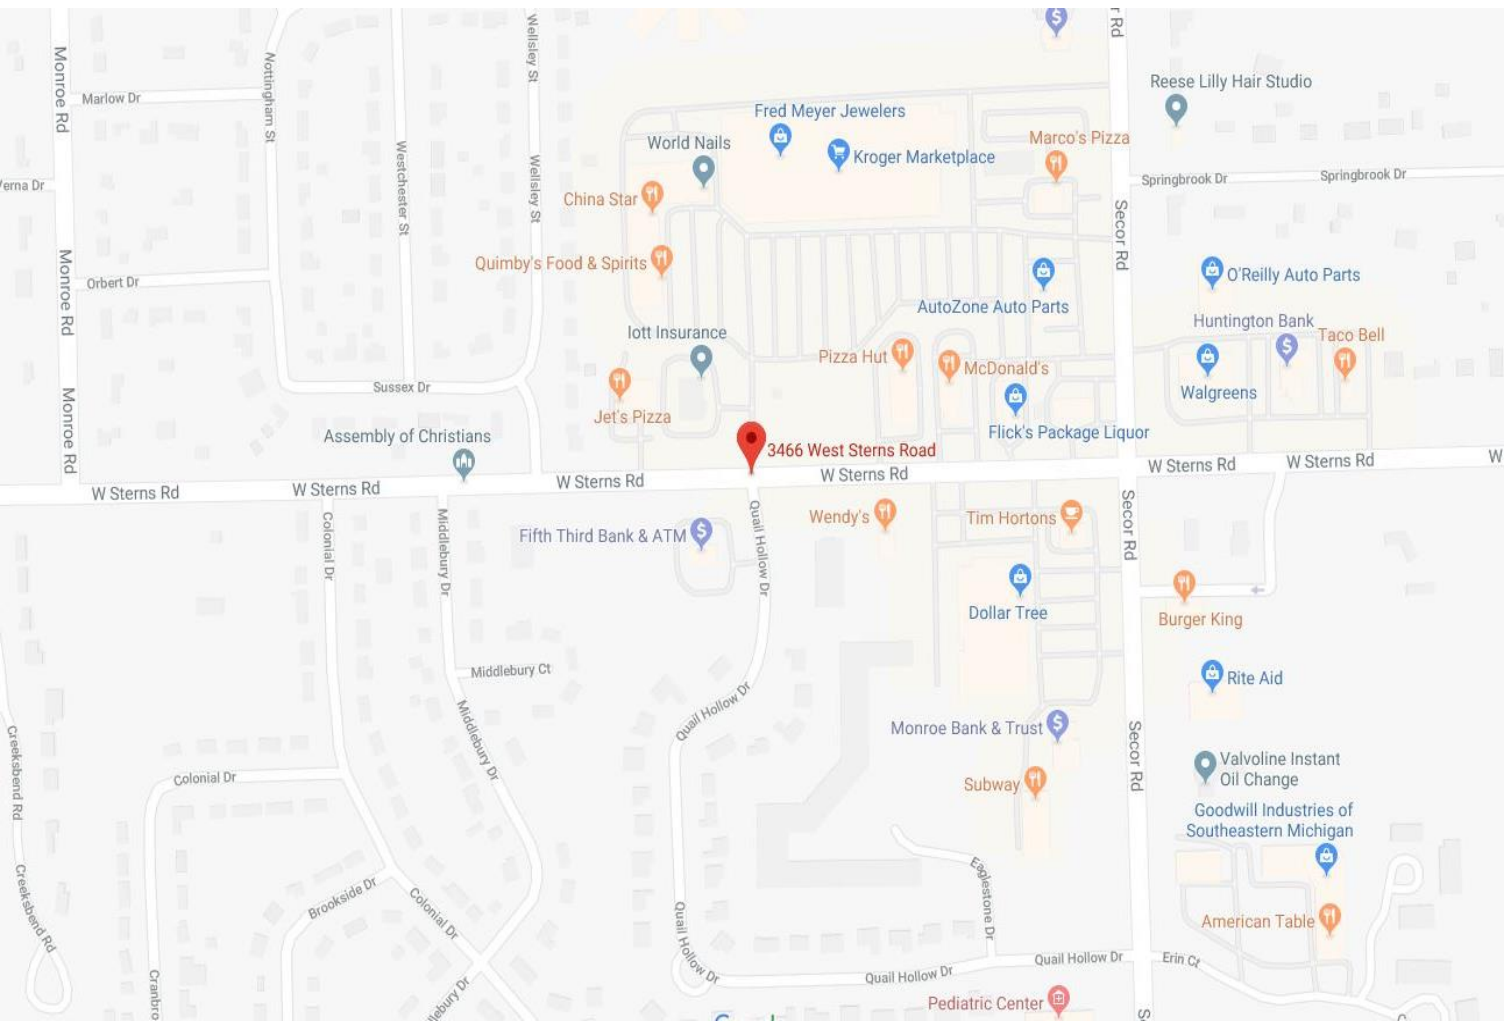 r Rd
Wellsley St
Monroe Rd
Nottingham St
Reese Lilly Hair Studio
Marlow Dr
Fred Meyer Jewelers
World Nails
Marco's Pizza
Kroger Marketplace
Westchester St
Wellsley St
Springbrook Dr
Springbrook Dr
Verna Dr
China Star
Secor Rd
Quimby's Food & Spirits
O'Reilly Auto Parts
Monroe Rd
Orbert Dr
AutoZone Auto Parts
Huntington Bank
Iott Insurance
Taco Bell
Pizza Hut
McDonald's
Sussex Dr
Walgreens
Jet's Pizza
Monroe Rd
Assembly of Christians
Flick's Package Liquor
3466 West Sterns Road
W Sterns Rd
W Sterns Rd
W Sterns Rd
W Sterns Rd
W Sterns Rd
W Sterns Rd
W
Colonial Dr
Middlebury Dr
Quail Hollow Dr
Wendy's
Tim Hortons
Secor Rd
Fifth Third Bank & ATM
Dollar Tree
Burger King
Middlebury Ct
Rite Aid
Quail Hollow Dr
Middlebury Dr
Monroe Bank & Trust
Secor Rd
Creeksbend Rd
Colonial Dr
Subway
Valvoline Instant
Oil Change
Goodwill Industries of
Southeastern Michigan
Creeksbend Rd
Brookside Dr
Colonial Dr
Eaglestone Dr
American Table
Quail Hollow Dr
Quail Hollow Dr
Quail Hollow Dr
Erin Ct
Cranbro
llebury Dr
Pediatric Center
S